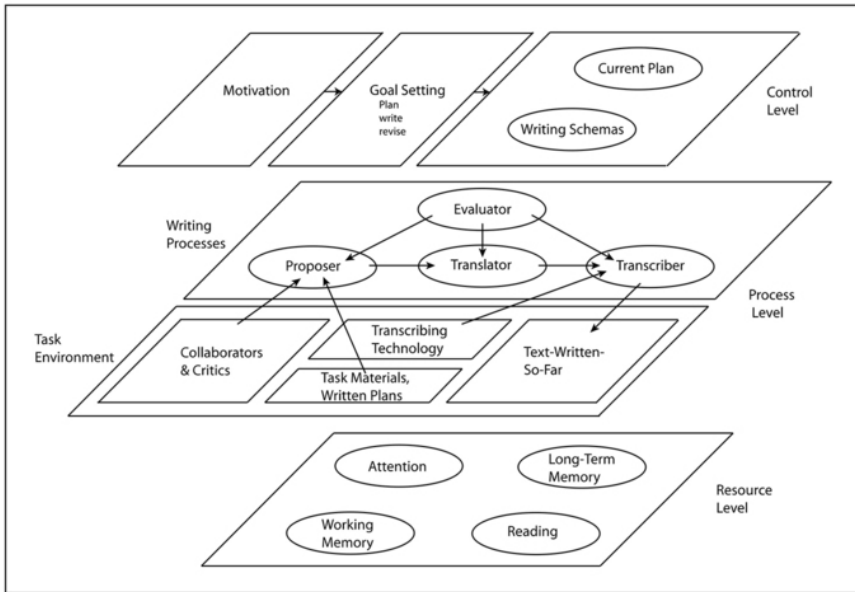 Motivation
Goal Setting
Plan
write
revise
Current Plan
Writing Schemas
Control
Level
Writing
Processes
Evaluator
Proposer
Translator
Transcriber
Process
Level
Task
Environment
Collaborators
& Critics
Transcribing
Technology
Task Materials,
Written Plans
Text-Written-
So-Far
Attention
Long-Term
Memory
Working
Memory
Reading
Resource
Level